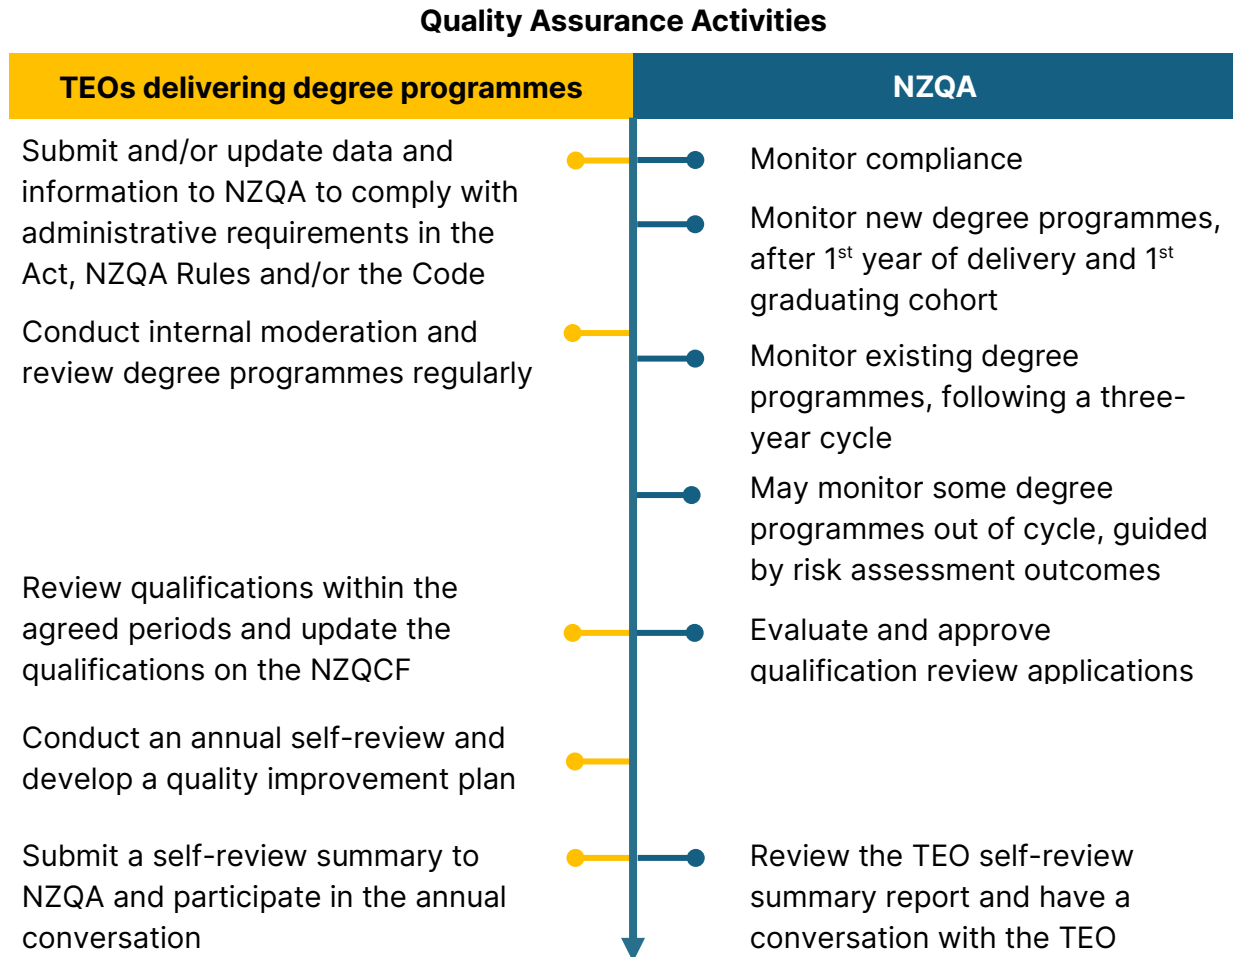 Quality Assurance Activities
TEOs delivering degree programmes
NZQA
Submit and/or update data and
information to NZQA to comply with
administrative requirements in the
Act, NZQA Rules and/or the Code
Conduct internal moderation and
review degree programmes regularly
Review qualifications within the
agreed periods and update the
qualifications on the NZQCF
Conduct an annual self-review and
develop a quality improvement plan
Submit a self-review summary to
NZQA and participate in the annual
conversation
Monitor compliance
Monitor new degree programmes,
after 1st year of delivery and 1st
graduating cohort
Monitor existing degree
programmes, following a three-
year cycle
May monitor some degree
programmes out of cycle, guided
by risk assessment outcomes
Evaluate and approve
qualification review applications
Review the TEO self-review
summary report and have a
conversation with the TEO